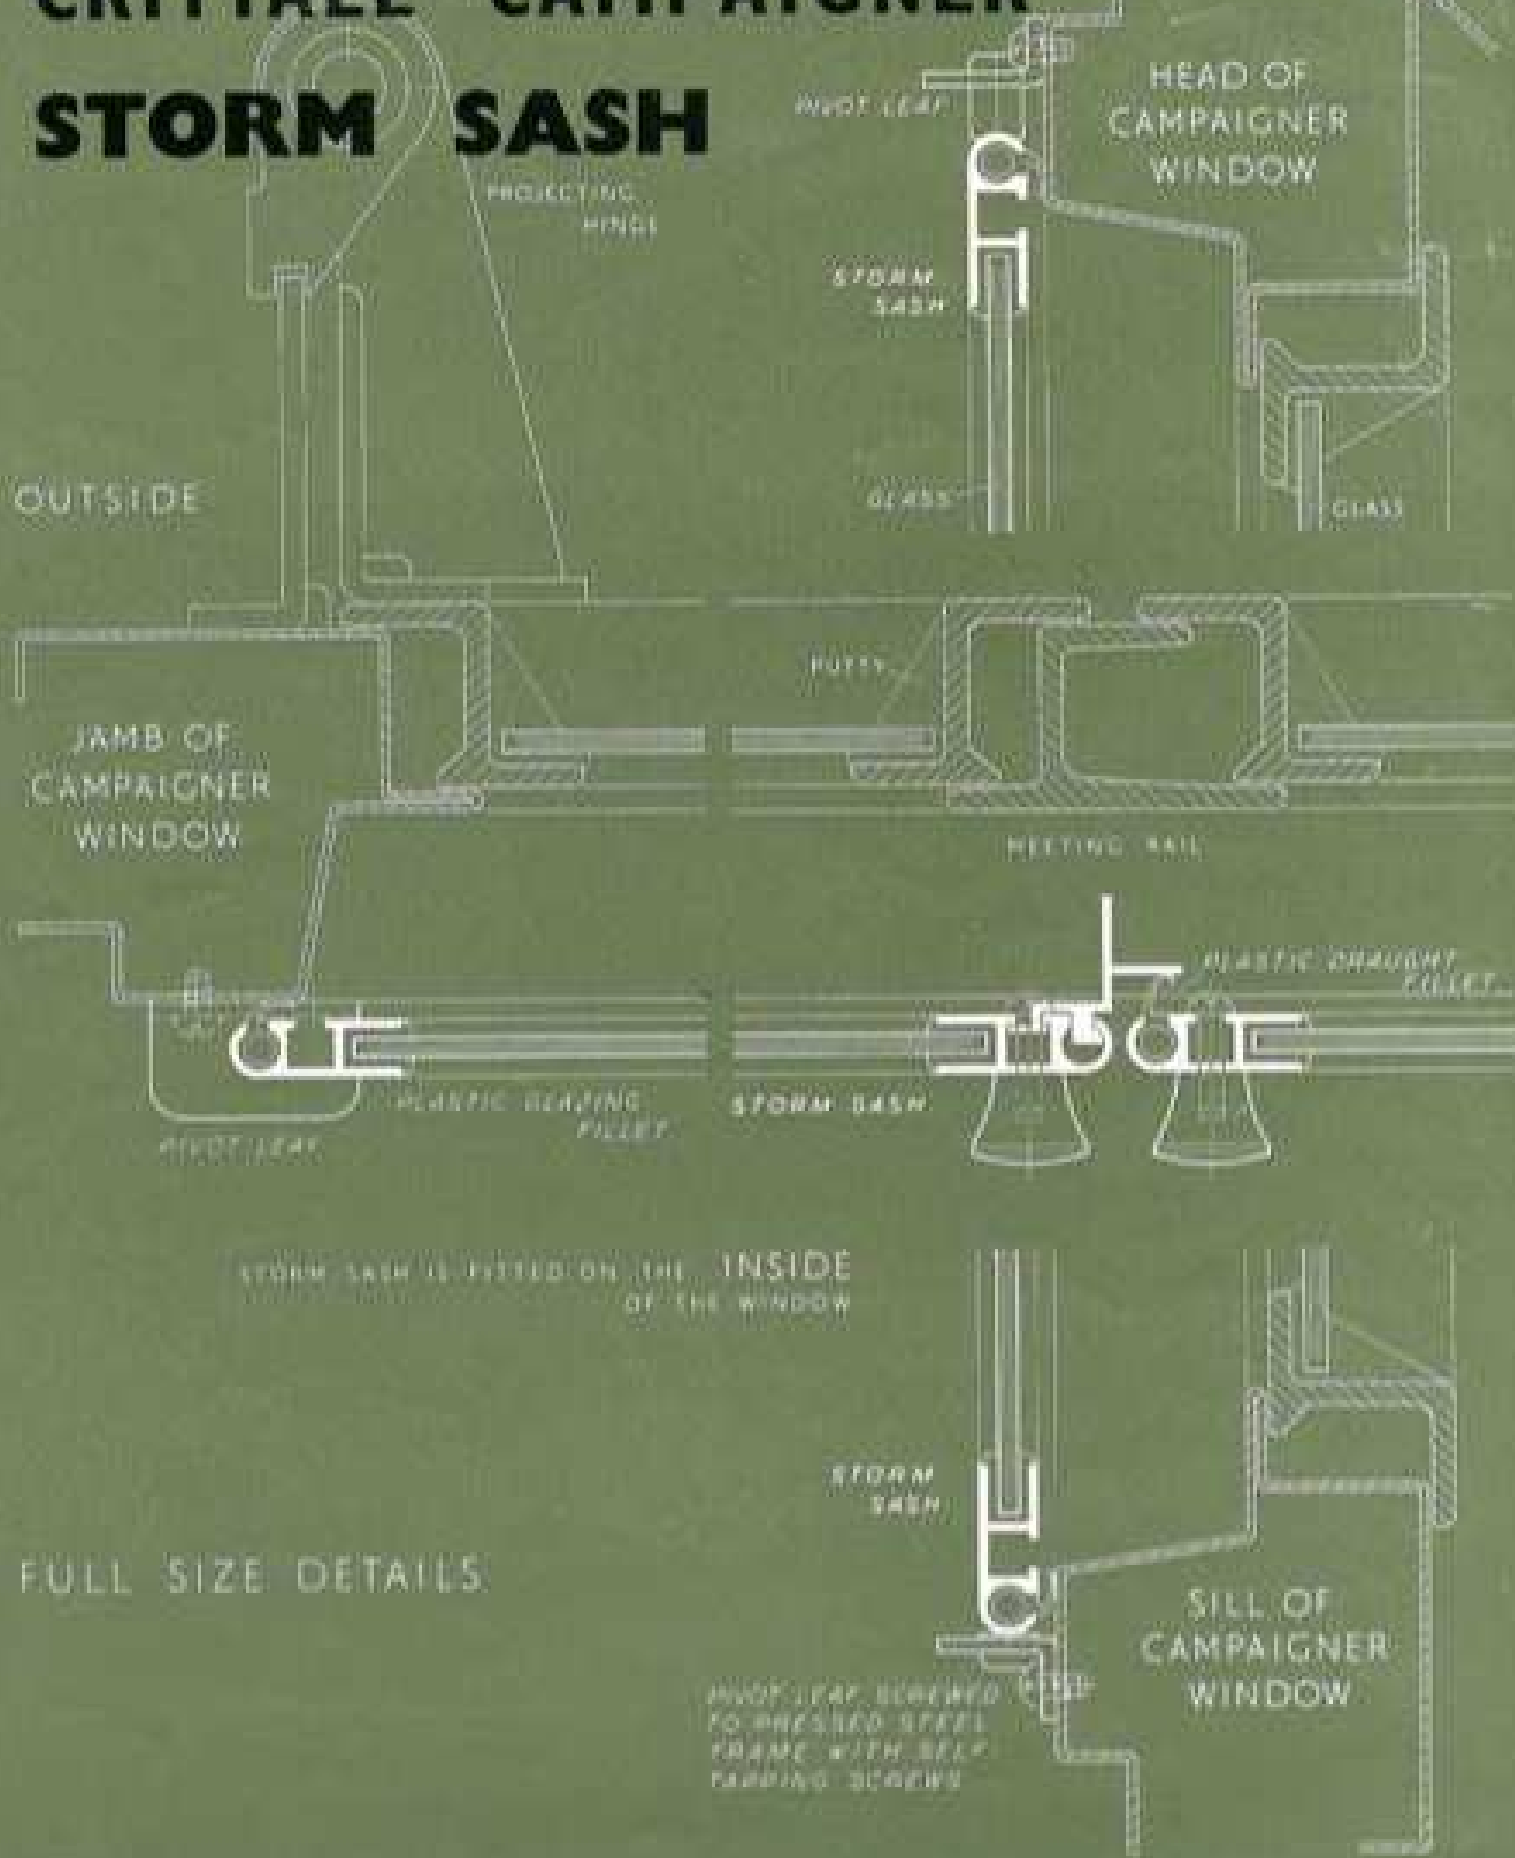 CRITTALL CAMPAIGNER
STORM SASH
PROJECTING
HINGE
PIVOT LEAF
HEAD OF
CAMPAIGNER
WINDOW
STORM
SASH
GLASS
GLASS
OUTSIDE
PUTTY
JAMB OF
CAMPAIGNER
WINDOW
MEETING RAIL
PLASTIC DRAUGHT
FILLET
PLASTIC GLAZING
FILLET
STORM SASH
PIVOT LEAF
STORM SASH IS FITTED ON THE INSIDE
OF THE WINDOW
STORM
SASH
FULL SIZE DETAILS
SILL OF
CAMPAIGNER
WINDOW
PIVOT LEAF SCREWED
TO PRESSED STEEL
FRAME WITH SELF
TAPPING SCREWS